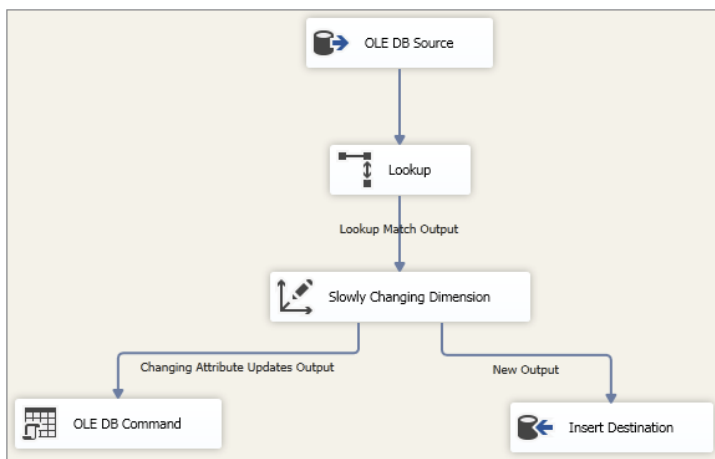 OLE DB Source
Lookup
Lookup Match Output
Slowly Changing Dimension
Changing Attribute Updates Output
New Output
OLE DB Command
Insert Destination